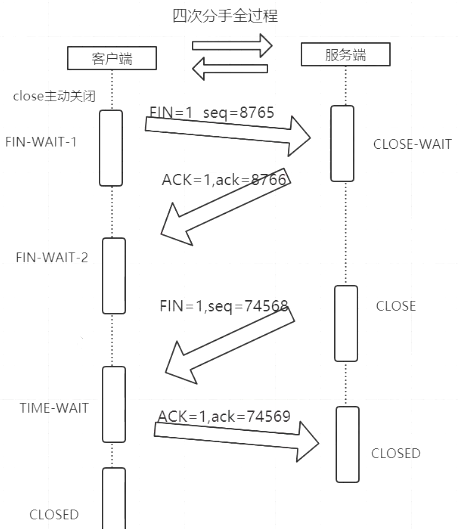 四次分手全过程
客户端
服务端
close主动关闭
FIN=1 seq=8765
FIN-WAIT-1
CLOSE-WAIT
ACK=1,ack=8766
FIN-WAIT-2
FIN=1,seq=74568
CLOSE
TIME-WAIT
ACK=1,ack=74569
CLOSED
CLOSED